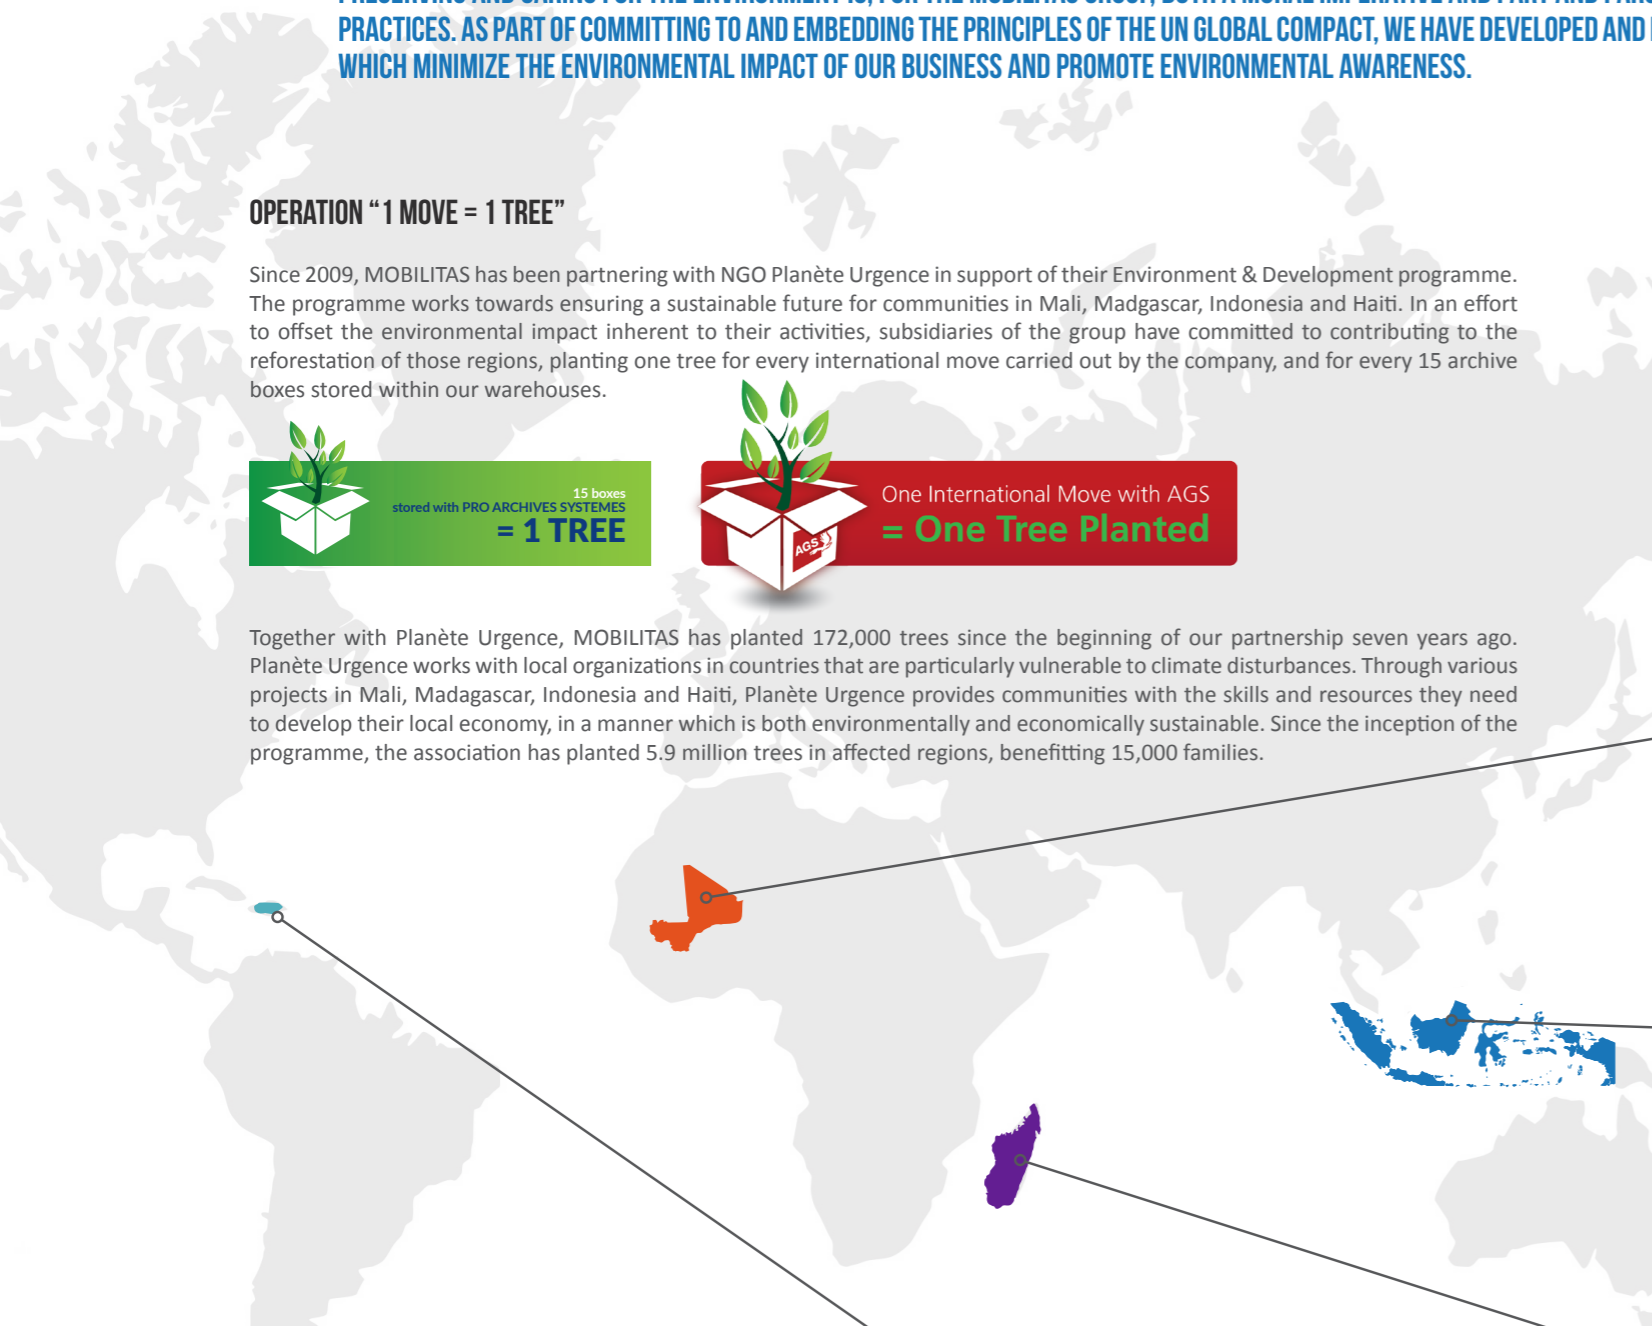 PRACTICES. AS PART OF COMMITTING TO AND EMBEDDING THE PRINCIPLES OF THE UN GLOBAL COMPACT, WE HAVE DEVELOPED AND
WHICH MINIMIZE THE ENVIRONMENTAL IMPACT OF OUR BUSINESS AND PROMOTE ENVIRONMENTAL AWARENESS.
OPERATION “1 MOVE = 1 TREE”
Since 2009, MOBILITAS has been partnering with NGO Planète Urgence in support of their Environment & Development programme.
The programme works towards ensuring a sustainable future for communities in Mali, Madgascar, Indonesia and Haiti. In an effort
to offset the environmental impact inherent to their activities, subsidiaries of the group have committed to contributing to the
reforestation of those regions, planting one tree for every international move carried out by the company, and for every 15 archive
boxes stored within our warehouses.
15 boxes
stored with PRO ARCHIVES SYSTEMES
= 1 TREE
AGS
One International Move with AGS
= One Tree Planted
Together with Planète Urgence, MOBILITAS has planted 172,000 trees since the beginning of our partnership seven years ago.
Planète Urgence works with local organizations in countries that are particularly vulnerable to climate disturbances. Through various
projects in Mali, Madagascar, Indonesia and Haiti, Planète Urgence provides communities with the skills and resources they need
to develop their local economy, in a manner which is both environmentally and economically sustainable. Since the inception of the
programme, the association has planted 5.9 million trees in affected regions, benefitting 15,000 families.